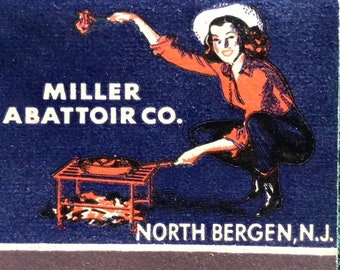 MILLER
ABATTOIR CO.
NORTH BERGEN, N.J.